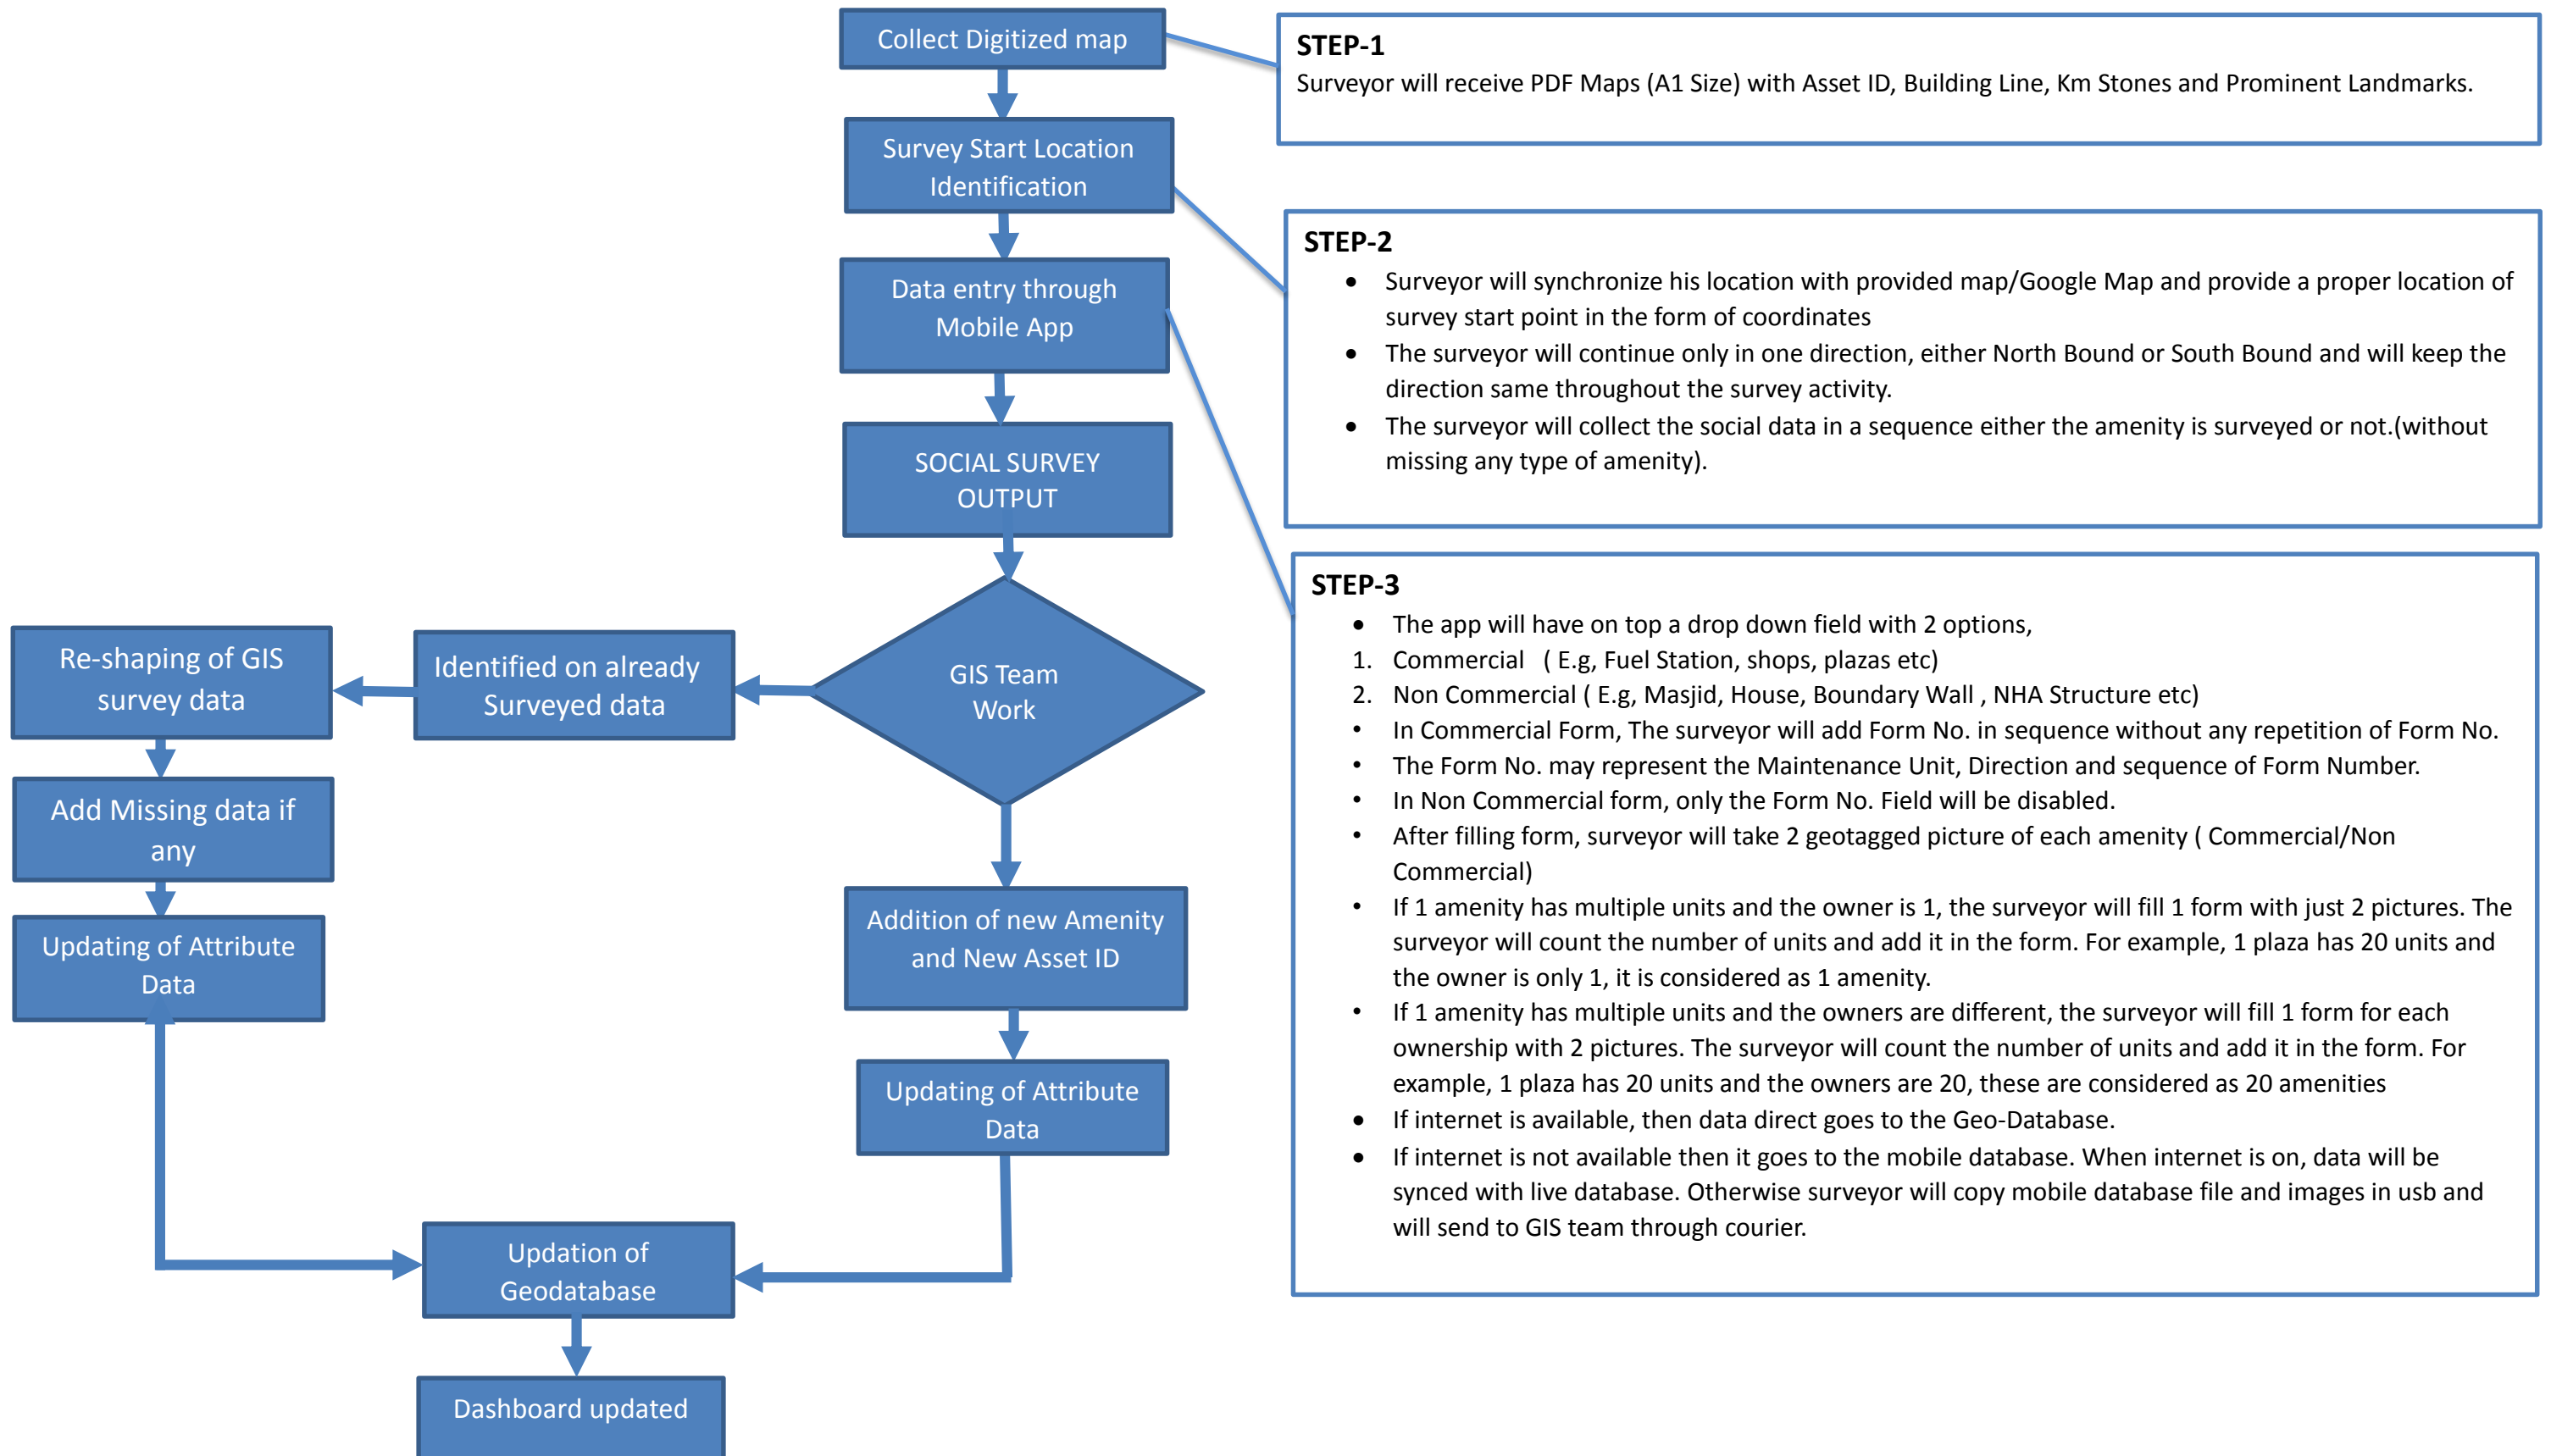 Collect Digitized map
Survey Start Location
Identification
Data entry through
Mobile App
SOCIAL SURVEY
OUTPUT
GIS Team
Work
Identified on already
Surveyed data
Re-shaping of GIS
survey data
Add Missing data if
any
Updating of Attribute
Data
Addition of new Amenity
and New Asset ID
Updating of Attribute
Data
Updation of
Geodatabase
Dashboard updated
STEP-1
Surveyor will receive PDF Maps (A1 Size) with Asset ID, Building Line, Km Stones and Prominent Landmarks.
STEP-2
• Surveyor will synchronize his location with provided map/Google Map and provide a proper location of
survey start point in the form of coordinates
• The surveyor will continue only in one direction, either North Bound or South Bound and will keep the
direction same throughout the survey activity.
• The surveyor will collect the social data in a sequence either the amenity is surveyed or not.(without
missing any type of amenity).
STEP-3
• The app will have on top a drop down field with 2 options,
1. Commercial ( E.g, Fuel Station, shops, plazas etc)
2. Non Commercial ( E.g, Masjid, House, Boundary Wall , NHA Structure etc)
• In Commercial Form, The surveyor will add Form No. in sequence without any repetition of Form No.
• The Form No. may represent the Maintenance Unit, Direction and sequence of Form Number.
• In Non Commercial form, only the Form No. Field will be disabled.
• After filling form, surveyor will take 2 geotagged picture of each amenity ( Commercial/Non
Commercial)
• If 1 amenity has multiple units and the owner is 1, the surveyor will fill 1 form with just 2 pictures. The
surveyor will count the number of units and add it in the form. For example, 1 plaza has 20 units and
the owner is only 1, it is considered as 1 amenity.
• If 1 amenity has multiple units and the owners are different, the surveyor will fill 1 form for each
ownership with 2 pictures. The surveyor will count the number of units and add it in the form. For
example, 1 plaza has 20 units and the owners are 20, these are considered as 20 amenities
• If internet is available, then data direct goes to the Geo-Database.
• If internet is not available then it goes to the mobile database. When internet is on, data will be
synced with live database. Otherwise surveyor will copy mobile database file and images in usb and
will send to GIS team through courier.